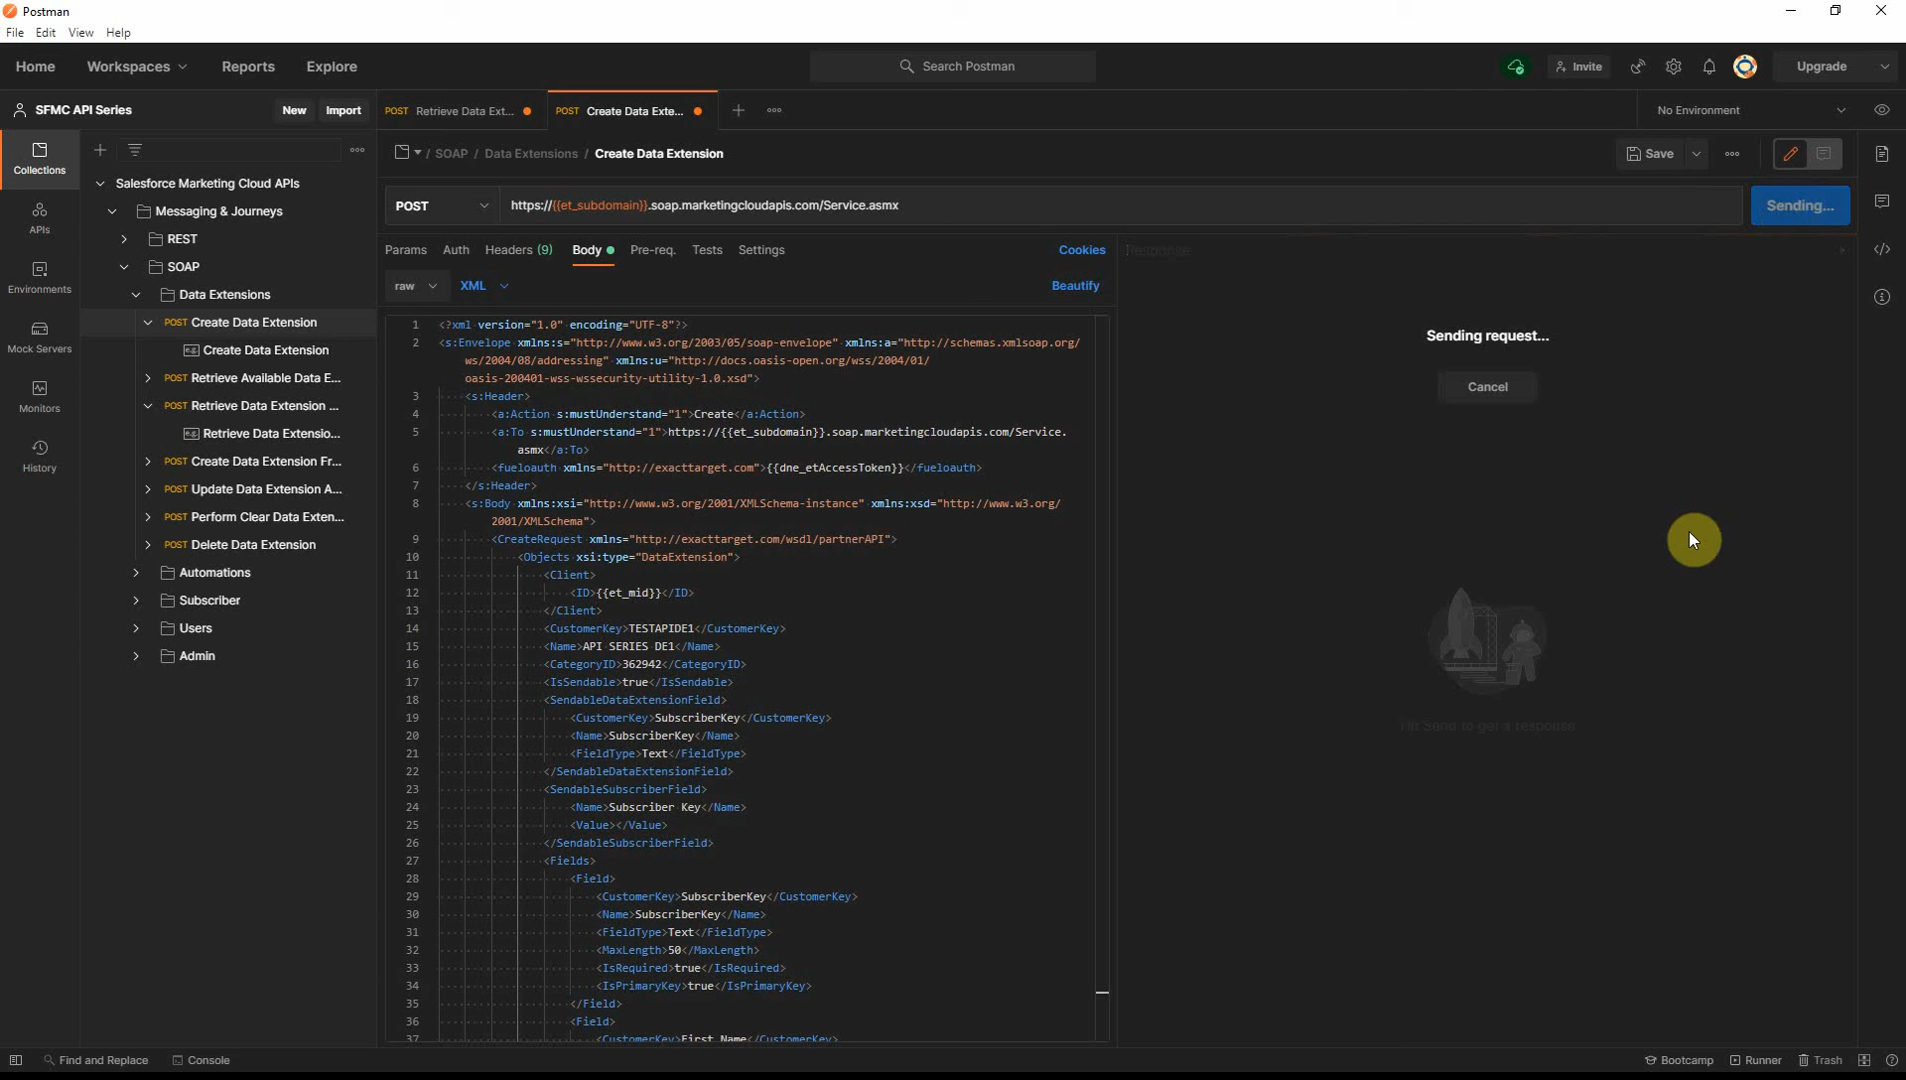 Postman
File Edit View Help
Home Workspaces Reports Explore Search Postman Invite Upgrade
SFMC API Series New Import
POST Retrieve Data Ext... POST Create Data Exte... No Environment
Collections
APIs
Environments
Mock Servers
Monitors
History
Salesforce Marketing Cloud APIs
Messaging & Journeys
REST
SOAP
Data Extensions
POST Create Data Extension
Create Data Extension
POST Retrieve Available Data E...
POST Retrieve Data Extension ...
Retrieve Data Extensio...
POST Create Data Extension Fr...
POST Update Data Extension A...
POST Perform Clear Data Exten...
POST Delete Data Extension
Automations
Subscriber
Users
Admin
/ SOAP / Data Extensions / Create Data Extension Save
POST https://{{et_subdomain}}.soap.marketingcloudapis.com/Service.asmx Sending...
Params Auth Headers (9) Body Pre-req. Tests Settings Cookies Response
raw XML Beautify
1 <?xml version="1.0" encoding="UTF-8"?>
2 <s:Envelope xmlns:s="http://www.w3.org/2003/05/soap-envelope" xmlns:a="http://schemas.xmlsoap.org/
ws/2004/08/addressing" xmlns:u="http://docs.oasis-open.org/wss/2004/01/
oasis-200401-wss-wssecurity-utility-1.0.xsd">
3 <s:Header>
4 <a:Action s:mustUnderstand="1">Create</a:Action>
5 <a:To s:mustUnderstand="1">https://{{et_subdomain}}.soap.marketingcloudapis.com/Service.
asmx</a:To>
6 <fueloauth xmlns="http://exacttarget.com">{{dne_etAccessToken}}</fueloauth>
7 </s:Header>
8 <s:Body xmlns:xsi="http://www.w3.org/2001/XMLSchema-instance" xmlns:xsd="http://www.w3.org/
2001/XMLSchema">
9 <CreateRequest xmlns="http://exacttarget.com/wsdl/partnerAPI">
10 <Objects xsi:type="DataExtension">
11 <Client>
12 <ID>{{et_mid}}</ID>
13 </Client>
14 <CustomerKey>TESTAPIDE1</CustomerKey>
15 <Name>API SERIES DE1</Name>
16 <CategoryID>362942</CategoryID>
17 <IsSendable>true</IsSendable>
18 <SendableDataExtensionField>
19 <CustomerKey>SubscriberKey</CustomerKey>
20 <Name>SubscriberKey</Name>
21 <FieldType>Text</FieldType>
22 </SendableDataExtensionField>
23 <SendableSubscriberField>
24 <Name>Subscriber Key</Name>
25 <Value></Value>
26 </SendableSubscriberField>
27 <Fields>
28 <Field>
29 <CustomerKey>SubscriberKey</CustomerKey>
30 <Name>SubscriberKey</Name>
31 <FieldType>Text</FieldType>
32 <MaxLength>50</MaxLength>
33 <IsRequired>true</IsRequired>
34 <IsPrimaryKey>true</IsPrimaryKey>
35 </Field>
36 <Field>
37 <CustomerKey>First Name</CustomerKey>
Sending request...
Cancel
Hit Send to get a response
Find and Replace Console Bootcamp Runner Trash